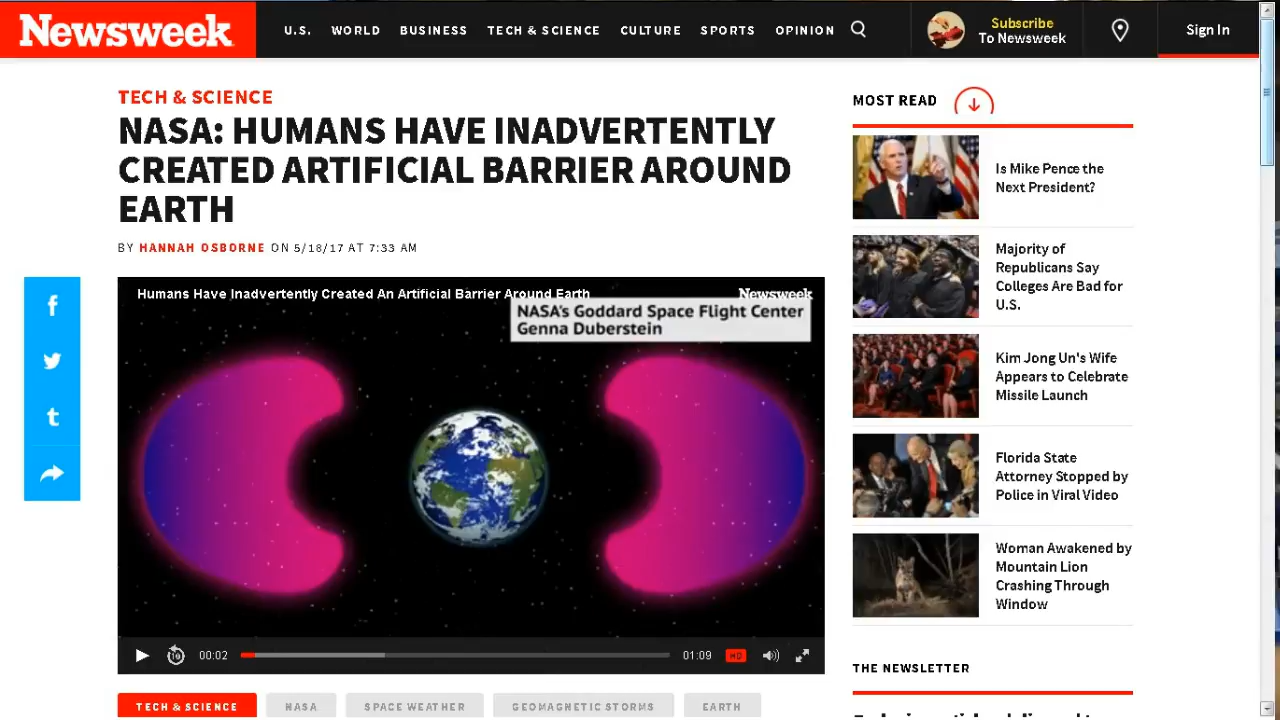 Newsweek
U.S. WORLD BUSINESS TECH & SCIENCE CULTURE SPORTS OPINION
Subscribe
To Newsweek
Sign In
TECH & SCIENCE
NASA: HUMANS HAVE INADVERTENTLY
CREATED ARTIFICIAL BARRIER AROUND
EARTH
BY HANNAH OSBORNE ON 5/18/17 AT 7:33 AM
f
t
Humans Have Inadvertently Created An Artificial Barrier Around Earth
Newsweek
NASA's Goddard Space Flight Center
Genna Duberstein
10
00:02
01:09
HD
TECH & SCIENCE
NASA
SPACE WEATHER
GEOMAGNETIC STORMS
EARTH
MOST READ
Is Mike Pence the
Next President?
Majority of
Republicans Say
Colleges Are Bad for
U.S.
Kim Jong Un's Wife
Appears to Celebrate
Missile Launch
Florida State
Attorney Stopped by
Police in Viral Video
Woman Awakened by
Mountain Lion
Crashing Through
Window
THE NEWSLETTER